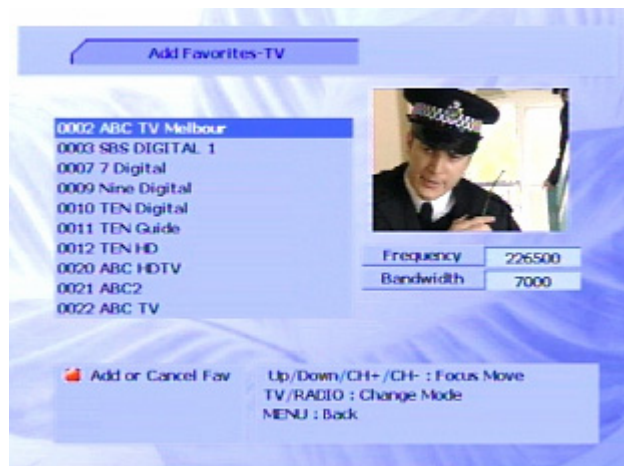 Add Favorites-TV
0002 ABC TV Melbour
0003 SBS DIGITAL 1
0007 7 Digital
0009 Nine Digital
0010 TEN Digital
0011 TEN Guide
0012 TEN HD
0020 ABC HDTV
0021 ABC2
0022 ABC TV
Frequency 226500
Bandwidth 7000
Add or Cancel Fav
Up/Down/CH+/CH- : Focus Move
TV/RADIO : Change Mode
MENU : Back